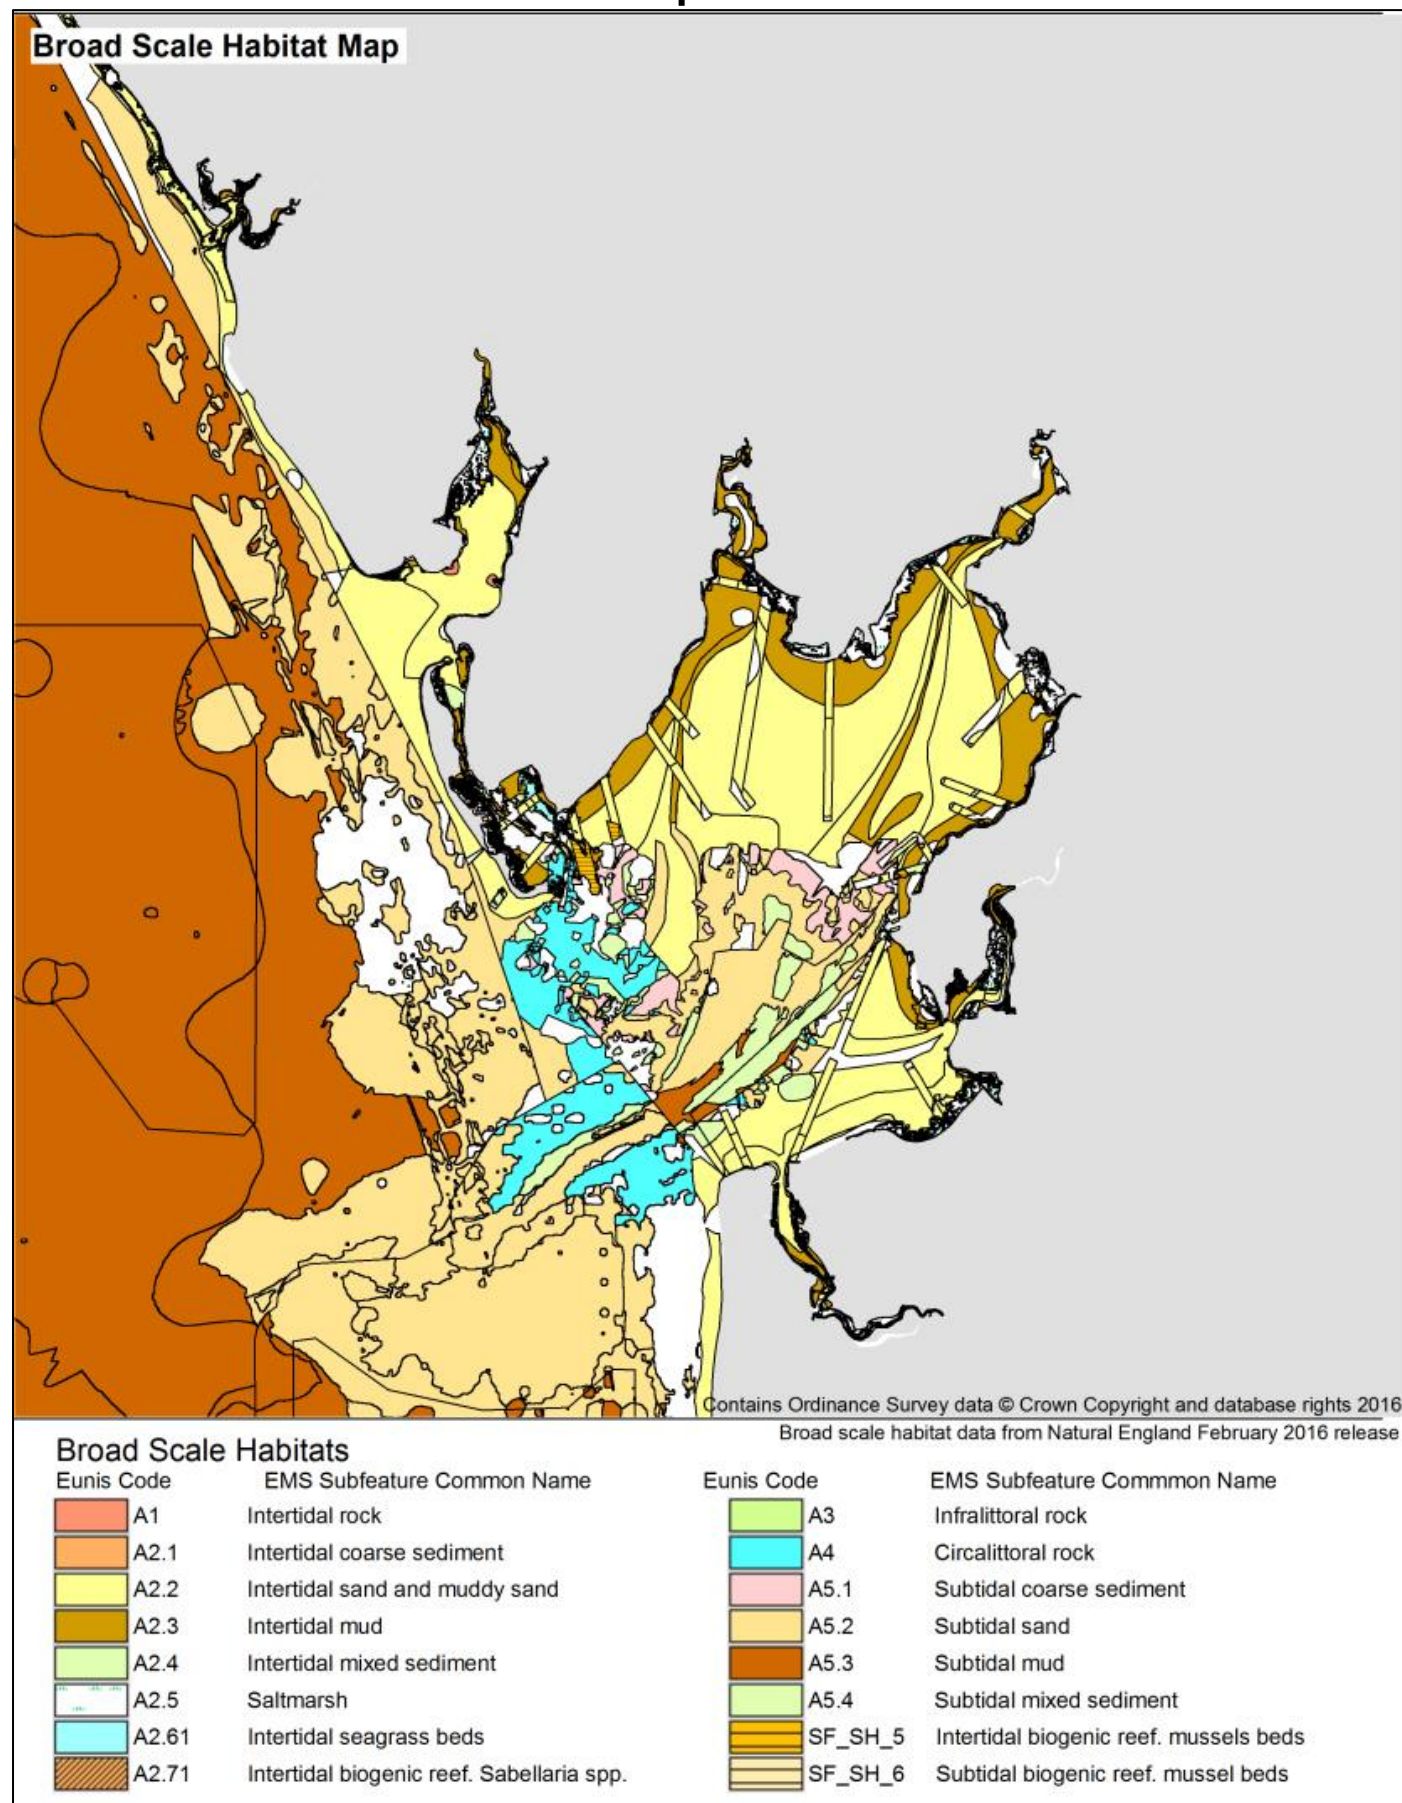 Broad Scale Habitat Map
Contains Ordinance Survey data © Crown Copyright and database rights 2016
Broad scale habitat data from Natural England February 2016 release
Broad Scale Habitats
Eunis Code EMS Subfeature Common Name
A1 Intertidal rock
A2.1 Intertidal coarse sediment
A2.2 Intertidal sand and muddy sand
A2.3 Intertidal mud
A2.4 Intertidal mixed sediment
A2.5 Saltmarsh
A2.61 Intertidal seagrass beds
A2.71 Intertidal biogenic reef. Sabellaria spp.
Eunis Code EMS Subfeature Commmon Name
A3 Infralittoral rock
A4 Circalittoral rock
A5.1 Subtidal coarse sediment
A5.2 Subtidal sand
A5.3 Subtidal mud
A5.4 Subtidal mixed sediment
SF_SH_5 Intertidal biogenic reef. mussels beds
SF_SH_6 Subtidal biogenic reef. mussel beds